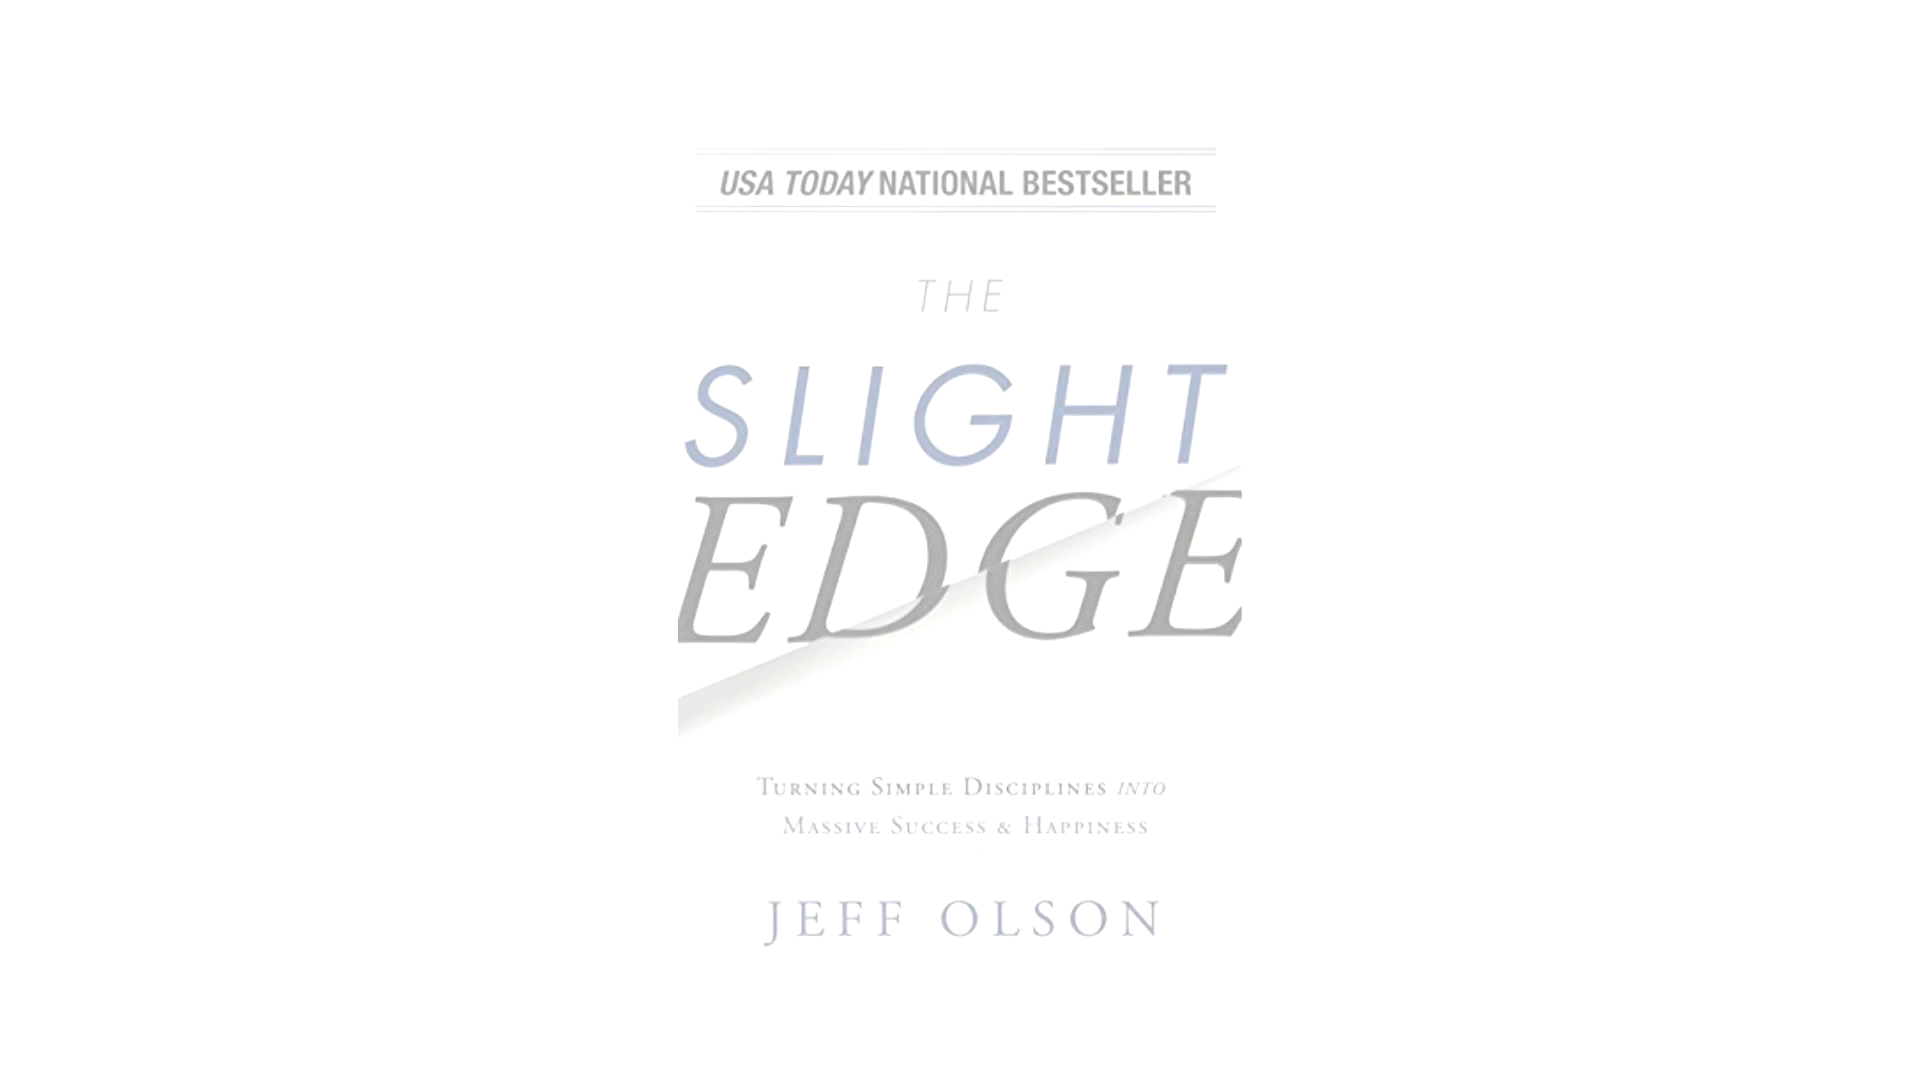 USA TODAY NATIONAL BESTSELLER
THE
SLIGHT
EDGE
TURNING SIMPLE DISCIPLINES INTO
MASSIVE SUCCESS & HAPPINESS
JEFF OLSON